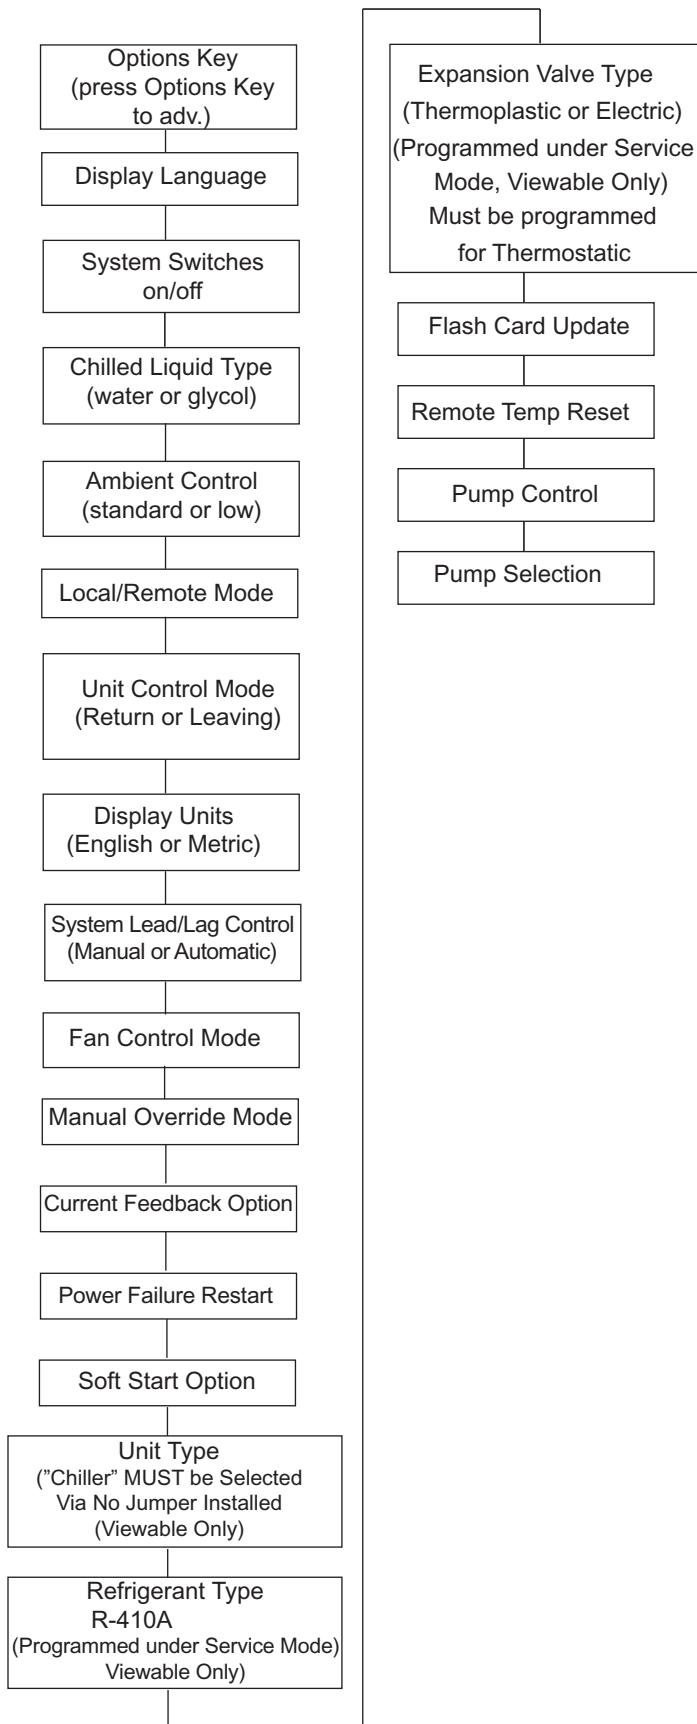 Options Key
(press Options Key
to adv.)
Display Language
System Switches
on/off
Chilled Liquid Type
(water or glycol)
Ambient Control
(standard or low)
Local/Remote Mode
Unit Control Mode
(Return or Leaving)
Display Units
(English or Metric)
System Lead/Lag Control
(Manual or Automatic)
Fan Control Mode
Manual Override Mode
Current Feedback Option
Power Failure Restart
Soft Start Option
Unit Type
("Chiller" MUST be Selected
Via No Jumper Installed
(Viewable Only)
Refrigerant Type
R-410A
(Programmed under Service Mode)
Viewable Only)
Expansion Valve Type
(Thermoplastic or Electric)
(Programmed under Service
Mode, Viewable Only)
Must be programmed
for Thermostatic
Flash Card Update
Remote Temp Reset
Pump Control
Pump Selection